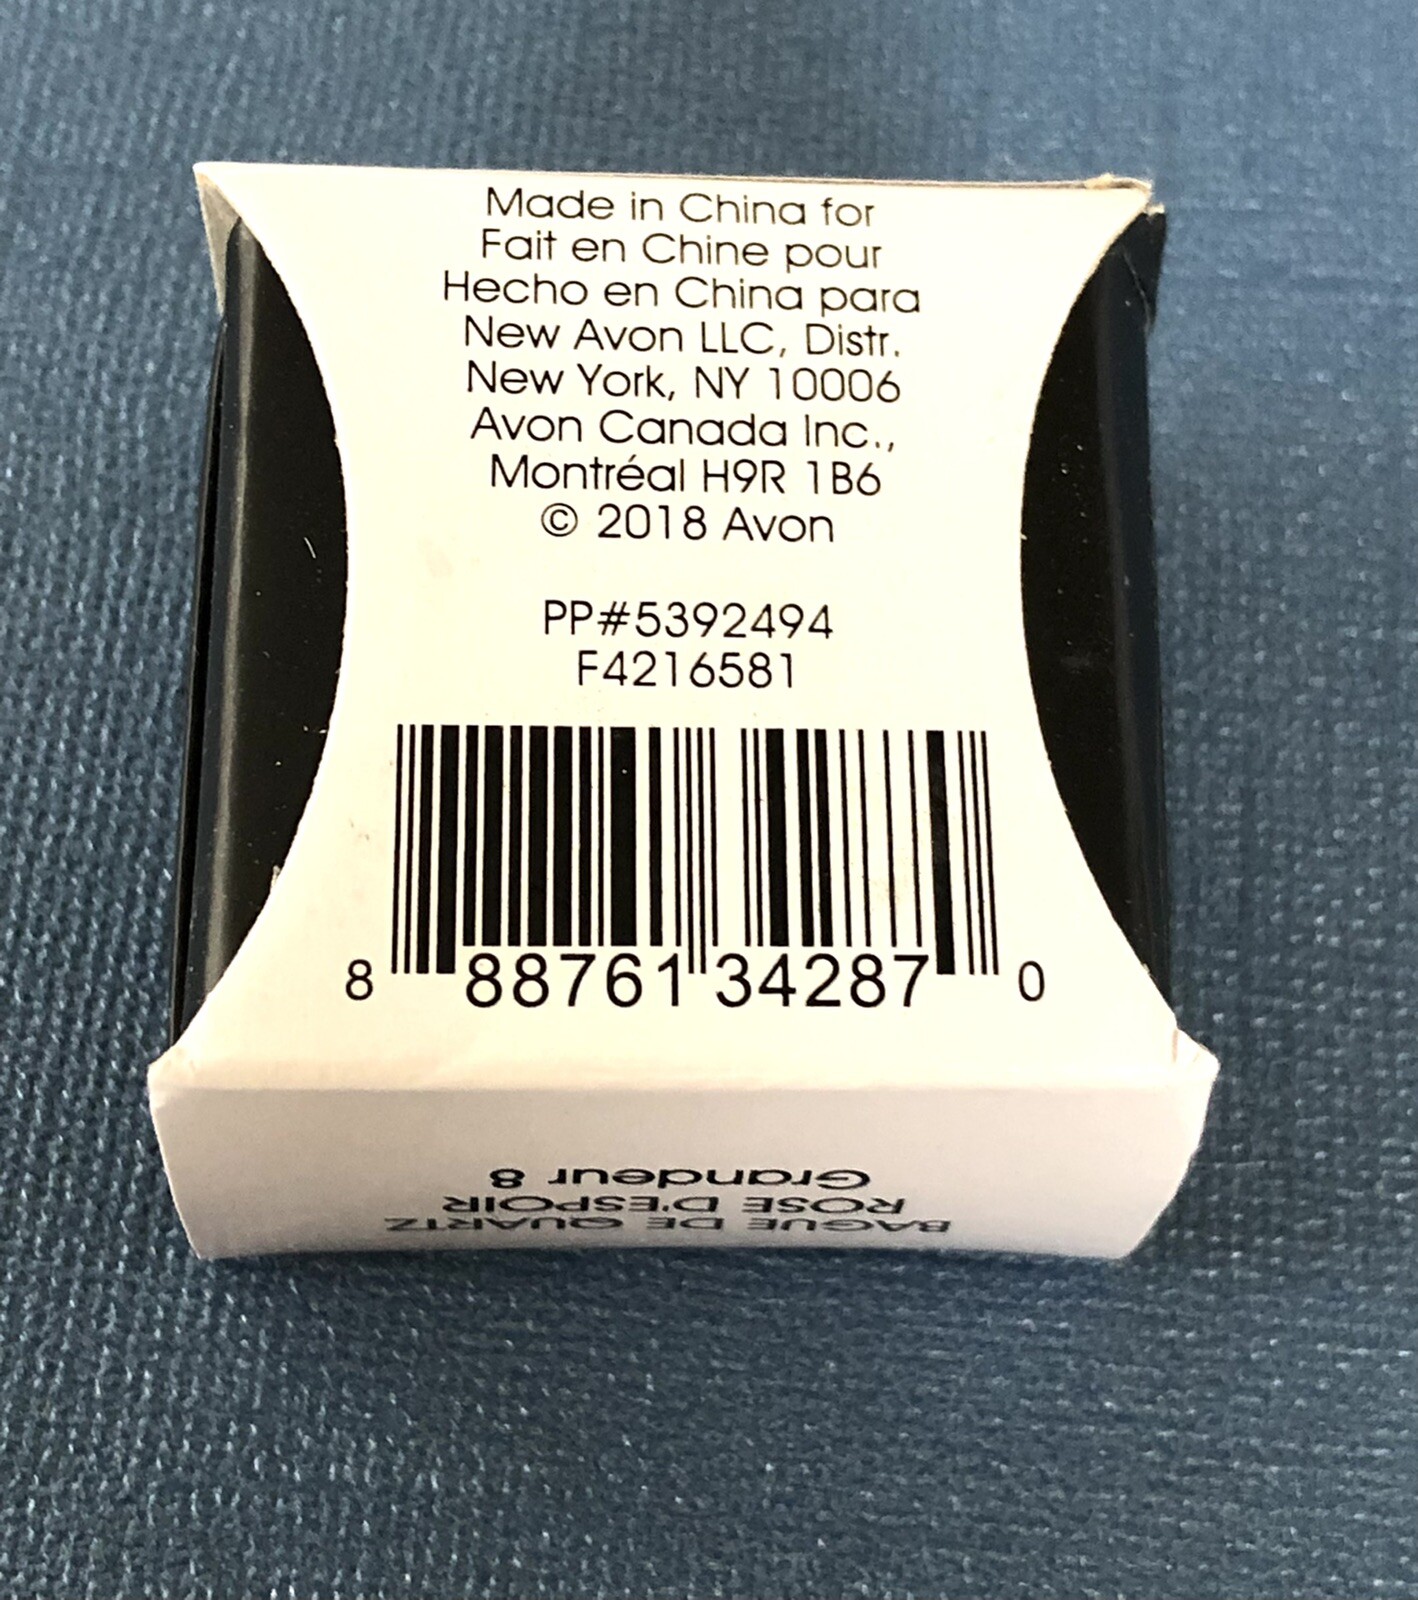 Made in China for
Fait en Chine pour
Hecho en China para
New Avon LLC, Distr.
New York, NY 10006
Avon Canada Inc.,
Montréal H9R 1B6
© 2018 Avon
PP#5392494
F4216581
8 88761 34287 0
BAGUE DE QUARTZ
ROSE D'ESPOIR
Grandeur 8